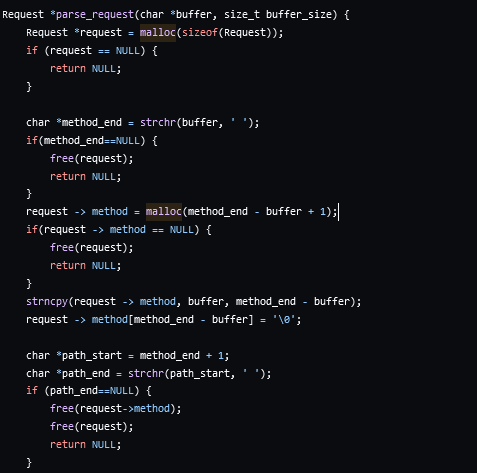 Request *parse_request(char *buffer, size_t buffer_size) {
    Request *request = malloc(sizeof(Request));
    if (request == NULL) {
        return NULL;
    }

    char *method_end = strchr(buffer, ' ');
    if(method_end==NULL) {
        free(request);
        return NULL;
    }
    request -> method = malloc(method_end - buffer + 1);
    if(request -> method == NULL) {
        free(request);
        return NULL;
    }
    strncpy(request -> method, buffer, method_end - buffer);
    request -> method[method_end - buffer] = '\0';

    char *path_start = method_end + 1;
    char *path_end = strchr(path_start, ' ');
    if (path_end==NULL) {
        free(request->method);
        free(request);
        return NULL;
    }